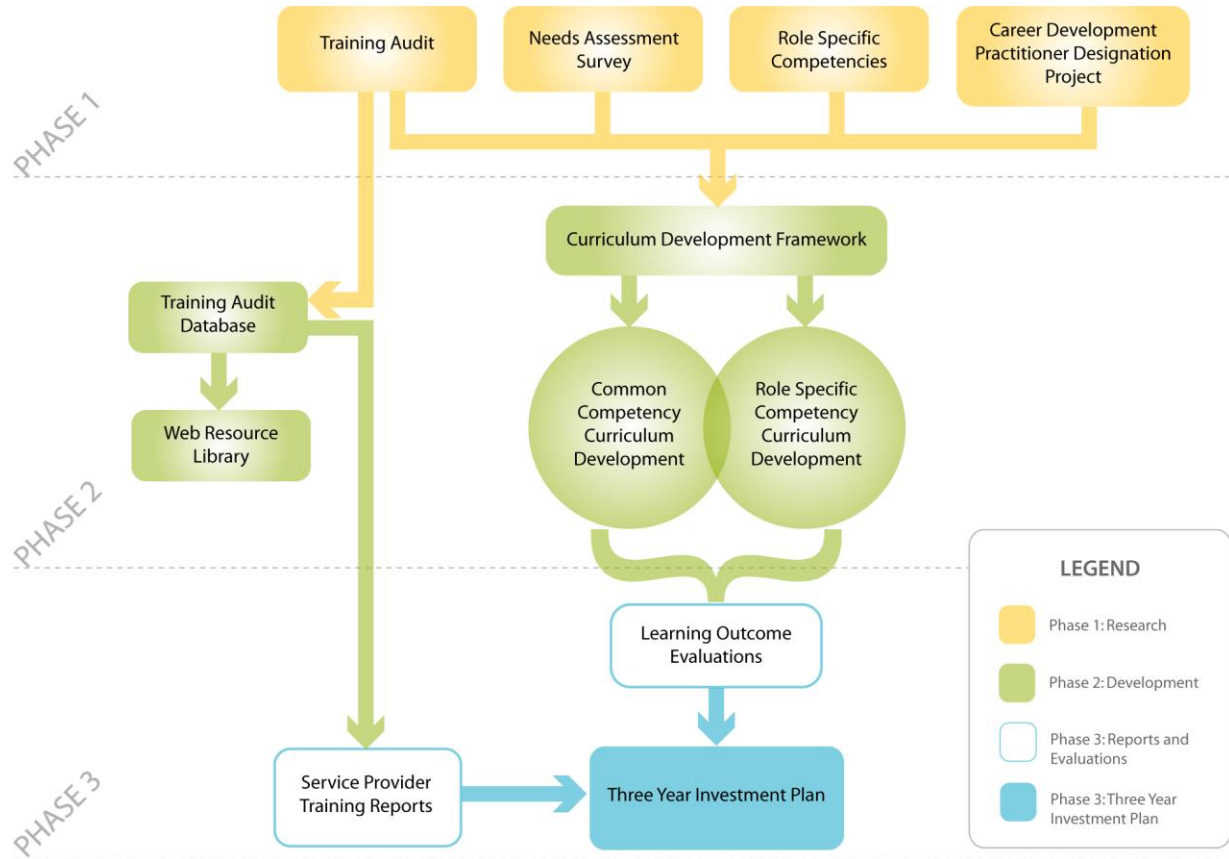 Training Audit
Needs Assessment
Survey
Role Specific
Competencies
Career Development
Practitioner Designation
Project
PHASE 1
Curriculum Development Framework
Training Audit
Database
Web Resource
Library
Common
Competency
Curriculum
Development
Role Specific
Competency
Curriculum
Development
PHASE 2
Learning Outcome
Evaluations
Service Provider
Training Reports
Three Year Investment Plan
PHASE 3
LEGEND
Phase 1: Research
Phase 2: Development
Phase 3: Reports and
Evaluations
Phase 3: Three Year
Investment Plan